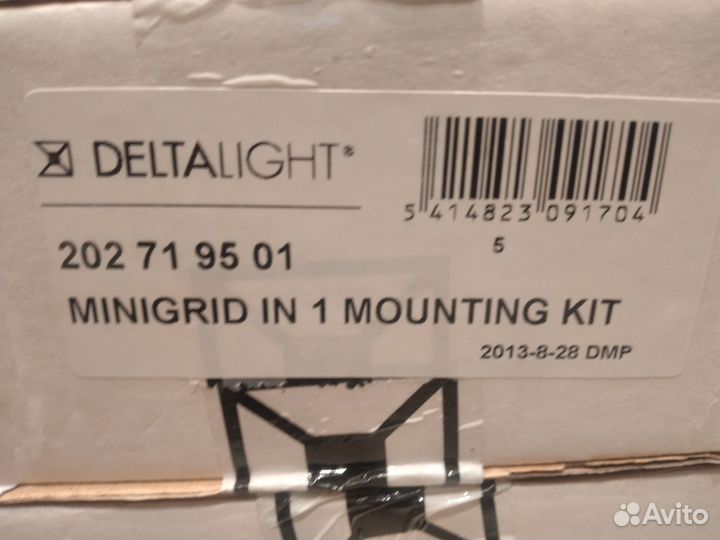 DELTALIGHT®
5 414823 091704
5
202 71 95 01
MINIGRID IN 1 MOUNTING KIT
2013-8-28 DMP
Avito